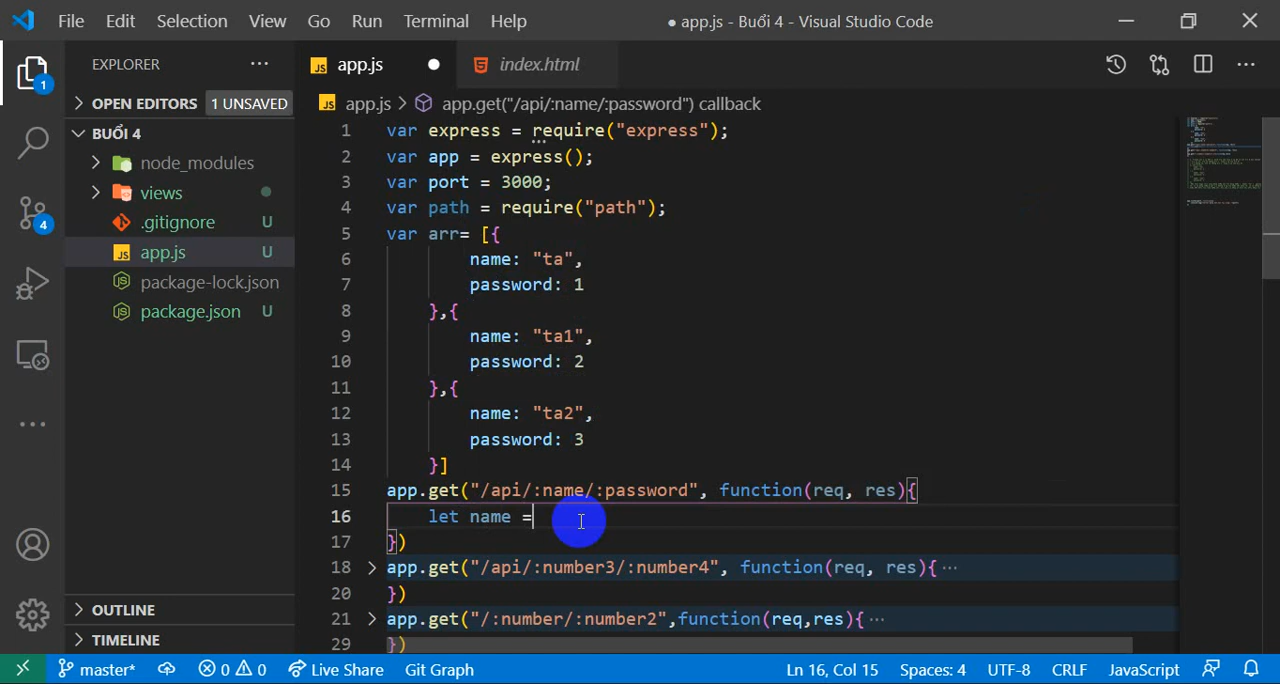 File Edit Selection View Go Run Terminal Help ● app.js - Buổi 4 - Visual Studio Code
EXPLORER ···
app.js ● index.html ···
OPEN EDITORS 1 UNSAVED
app.js > app.get("/api/:name/:password") callback
BUỔI 4
node_modules
views
.gitignore U
app.js U
package-lock.json
package.json U
1 var express = require("express");
2 var app = express();
3 var port = 3000;
4 var path = require("path");
5 var arr= [{
6 name: "ta",
7 password: 1
8 },{
9 name: "ta1",
10 password: 2
11 },{
12 name: "ta2",
13 password: 3
14 }]
15 app.get("/api/:name/:password", function(req, res){
16 let name =
17 })
18 app.get("/api/:number3/:number4", function(req, res){ ···
20 })
21 app.get("/:number/:number2",function(req,res){ ···
29 })
1
4
OUTLINE
TIMELINE
master* 0 0 Live Share Git Graph Ln 16, Col 15 Spaces: 4 UTF-8 CRLF JavaScript